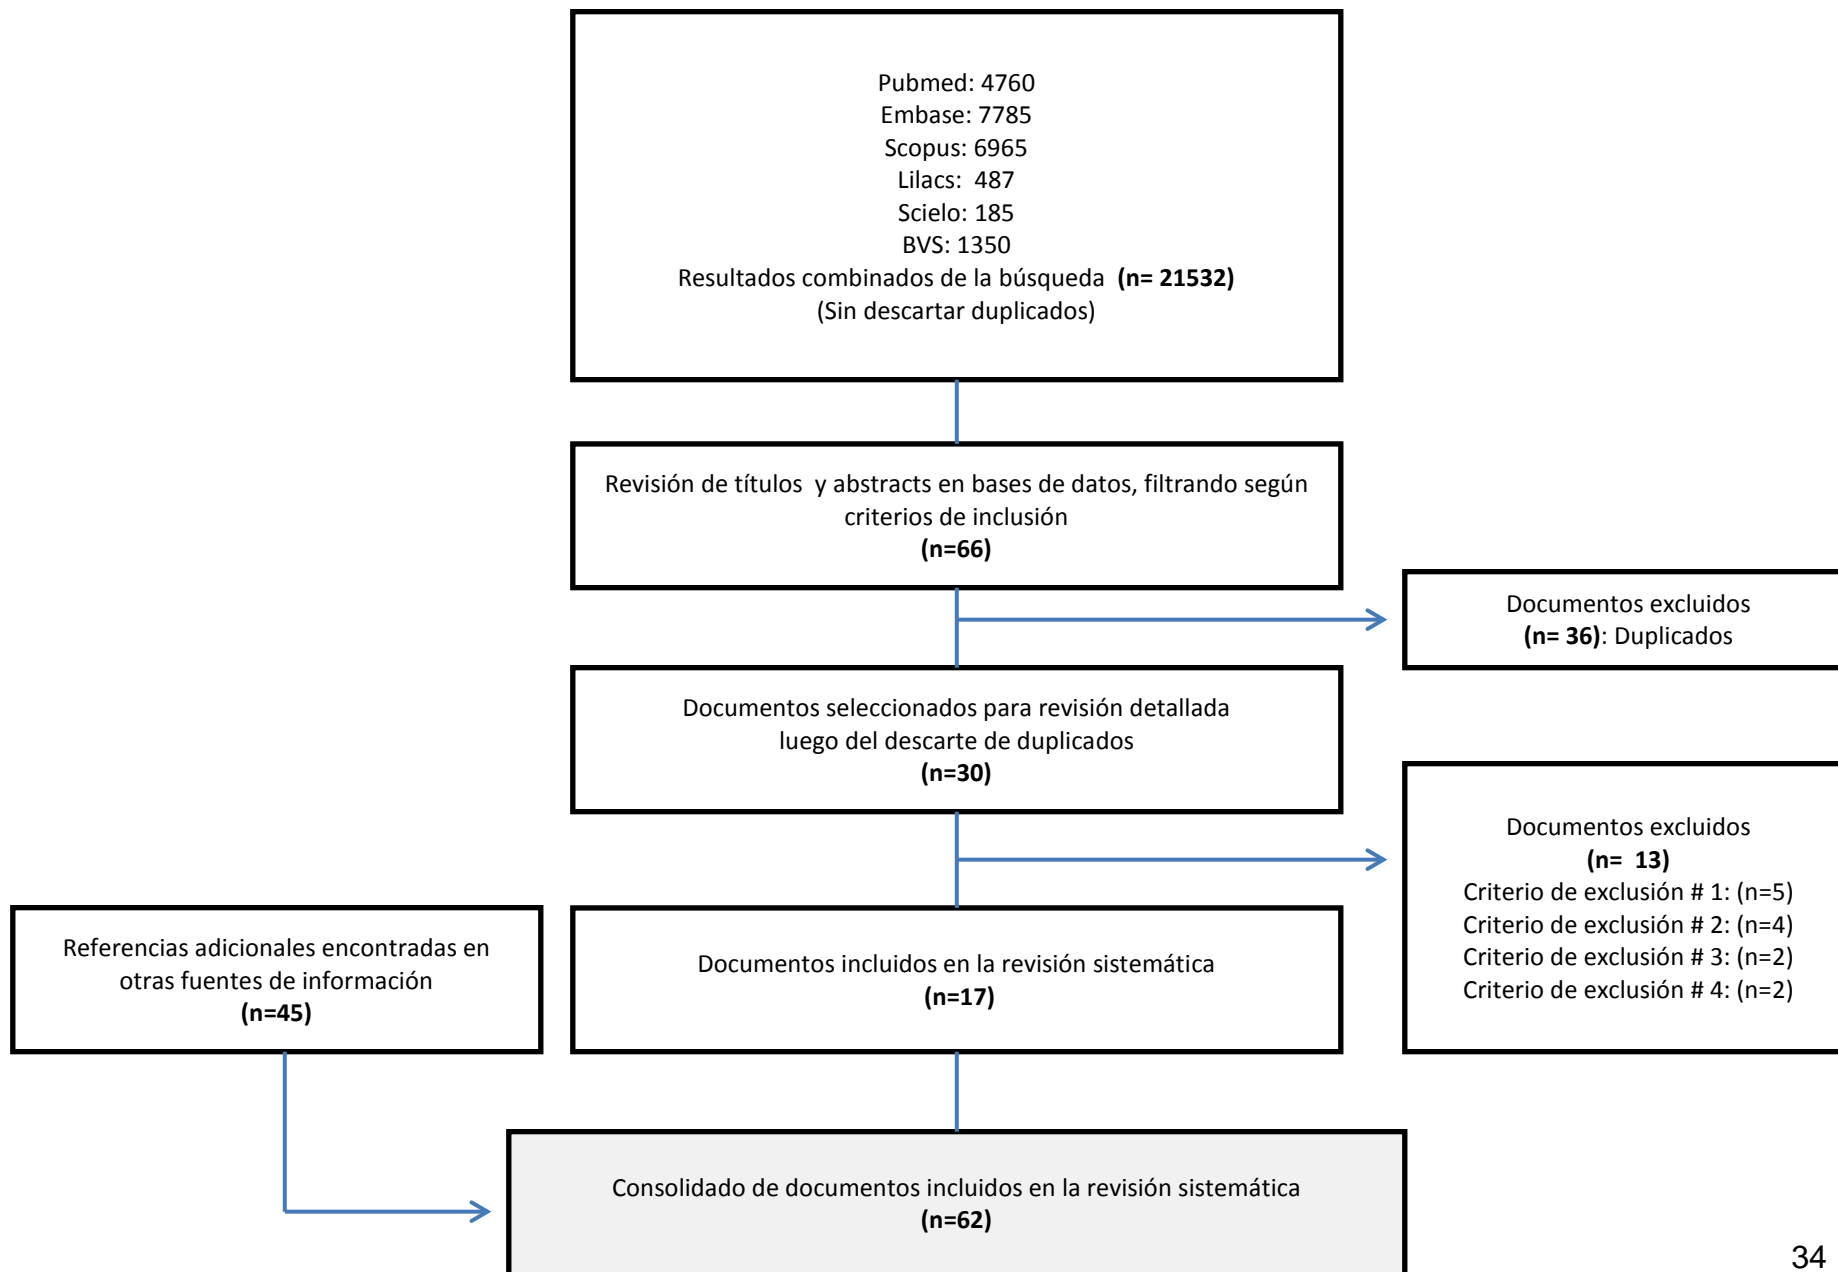 Pubmed: 4760
Embase: 7785
Scopus: 6965
Lilacs:  487
Scielo: 185
BVS: 1350
Resultados combinados de la búsqueda  (n= 21532)
(Sin descartar duplicados)
Revisión de títulos  y abstracts en bases de datos, filtrando según
criterios de inclusión
(n=66)
Documentos excluidos
(n= 36): Duplicados
Documentos seleccionados para revisión detallada
luego del descarte de duplicados
(n=30)
Documentos excluidos
(n=  13)
Criterio de exclusión # 1: (n=5)
Criterio de exclusión # 2: (n=4)
Criterio de exclusión # 3: (n=2)
Criterio de exclusión # 4: (n=2)
Referencias adicionales encontradas en
otras fuentes de información
(n=45)
Documentos incluidos en la revisión sistemática
(n=17)
Consolidado de documentos incluidos en la revisión sistemática
(n=62)
34